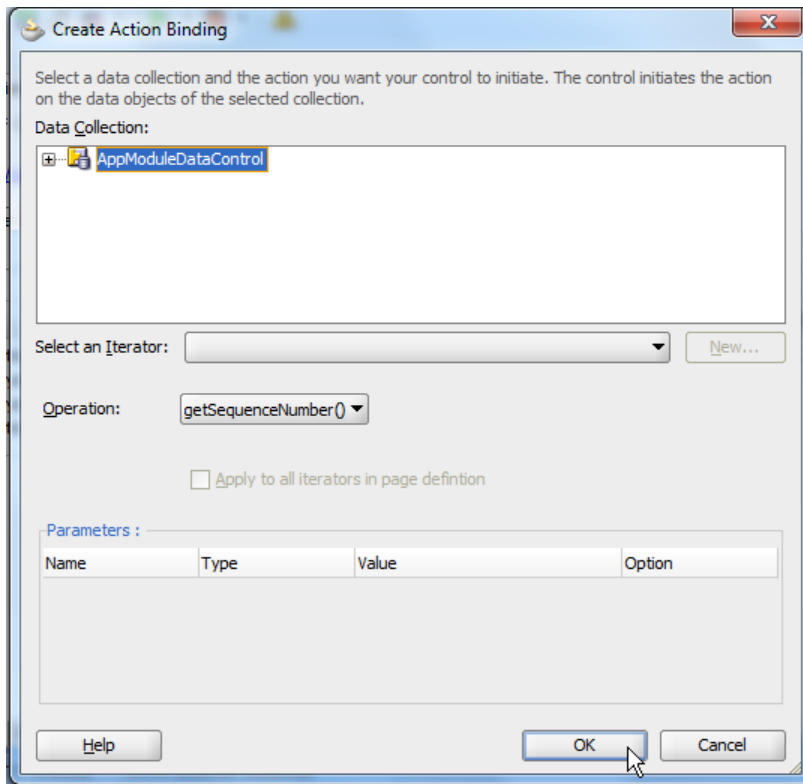 Create Action Binding
Select a data collection and the action you want your control to initiate. The control initiates the action
on the data objects of the selected collection.
Data Collection:
AppModuleDataControl
Select an Iterator:
New...
Operation: getSequenceNumber()
Apply to all iterators in page defintion
Parameters :
Name Type Value Option
Help OK Cancel